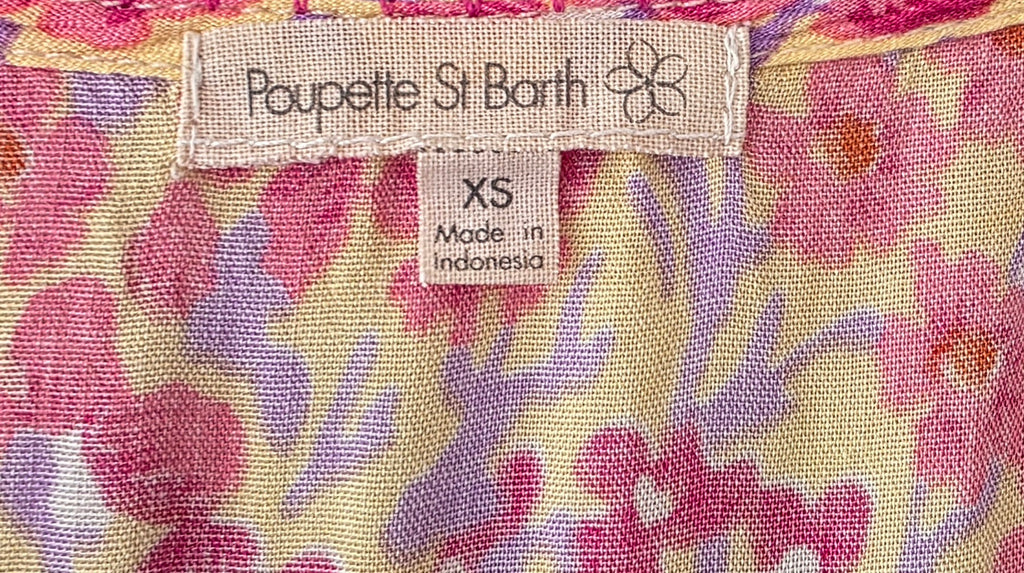 Poupette St Barth
XS
Made in
Indonesia